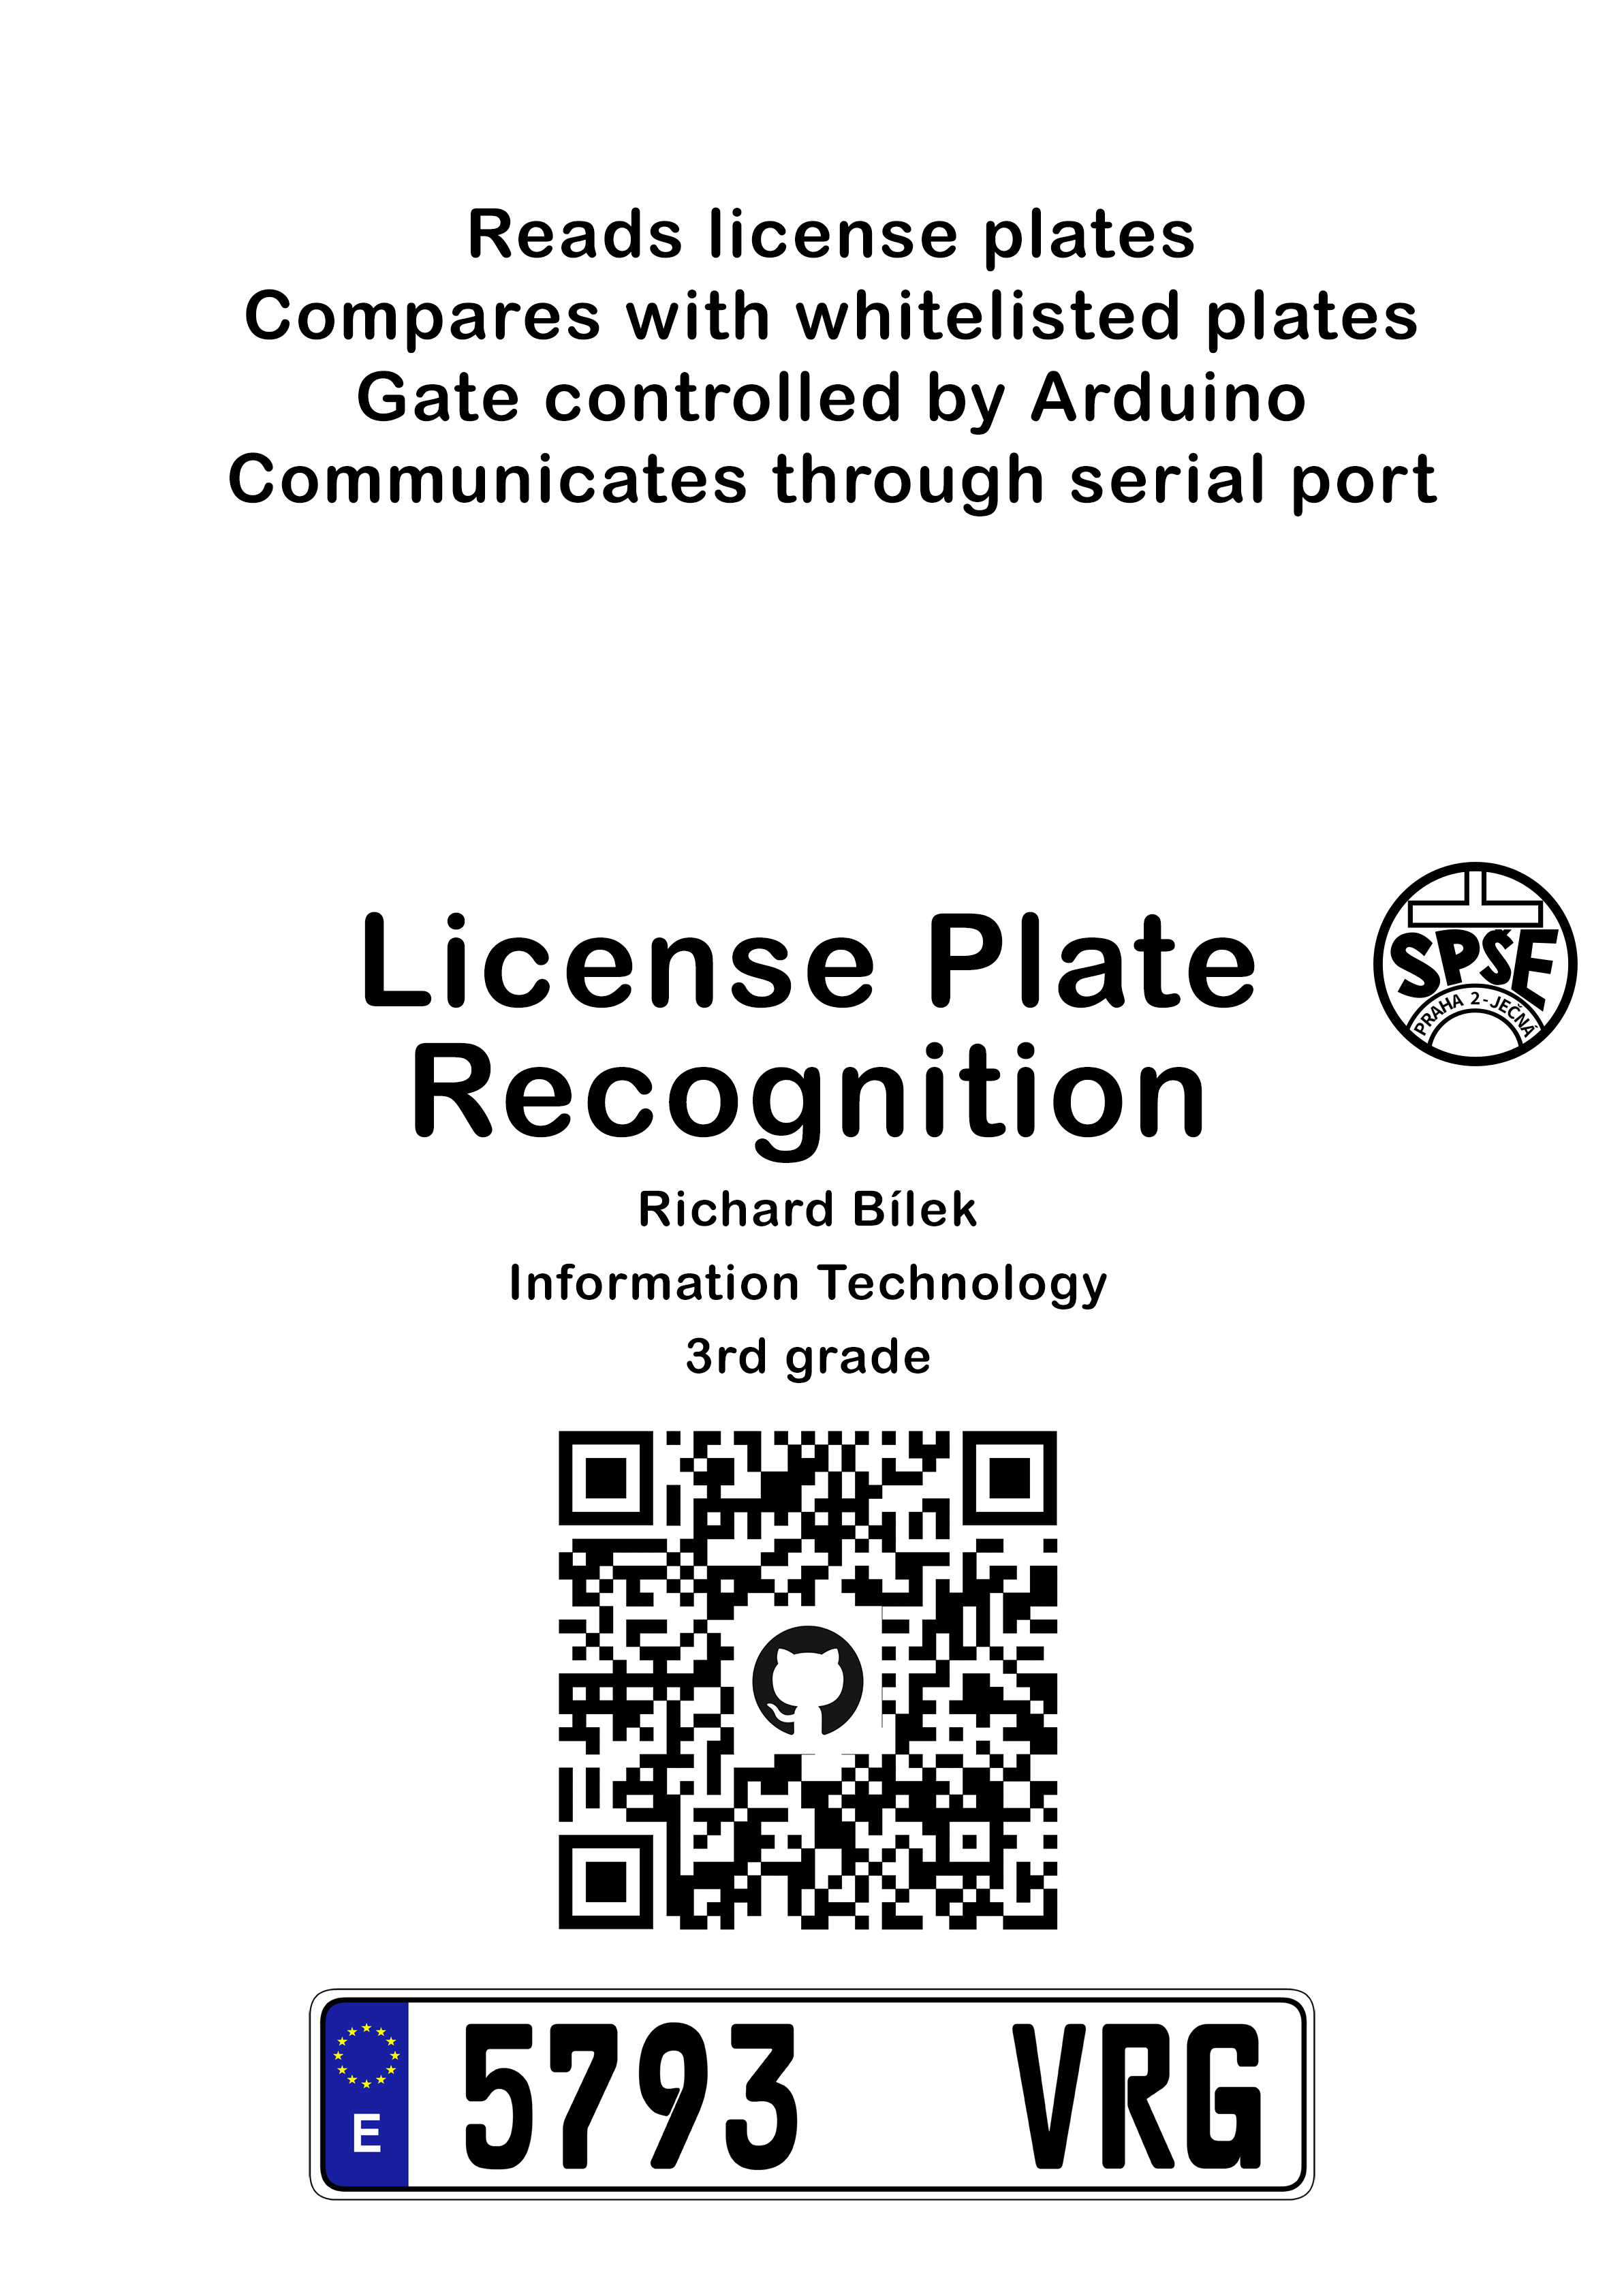 Reads license plates
Compares with whitelisted plates
Gate controlled by Arduino
Communicates through serial port
License Plate
Recognition
SPŠE
PRAHA 2-JEČNÁ
Richard Bílek
Information Technology
3rd grade
E
5793 VRG